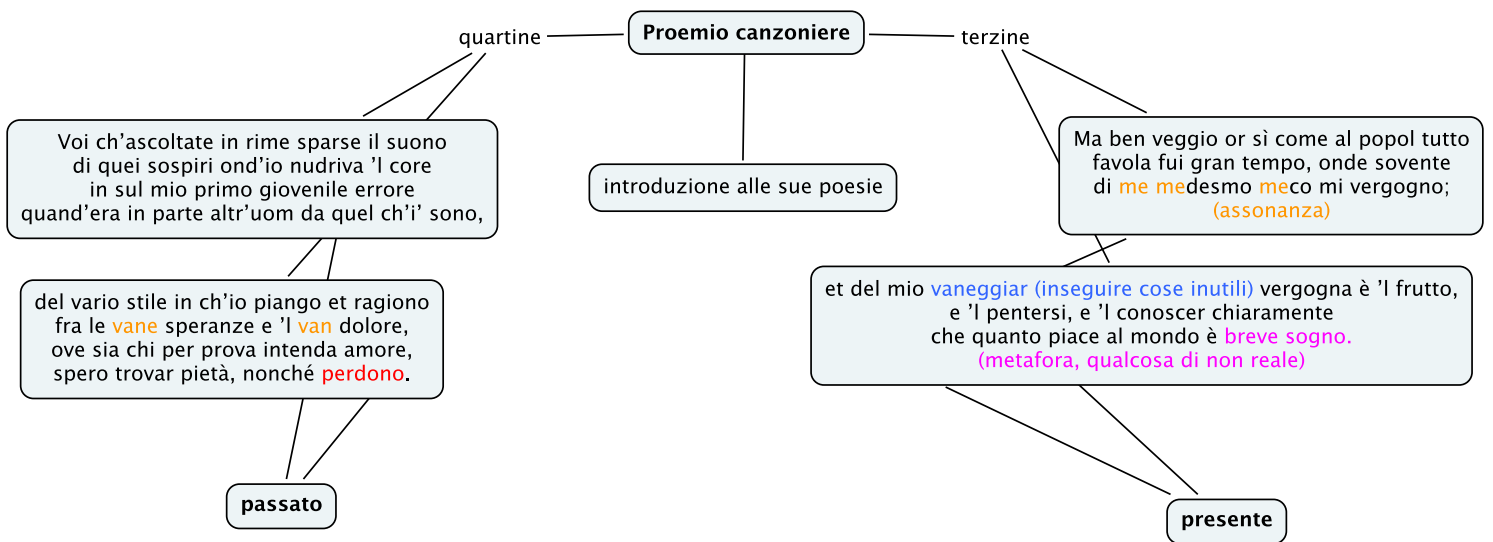 Proemio canzoniere
quartine
terzine
Voi ch’ascoltate in rime sparse il suono
di quei sospiri ond’io nudriva ’l core
in sul mio primo giovenile errore
quand’era in parte altr’uom da quel ch’i’ sono,
introduzione alle sue poesie
Ma ben veggio or sì come al popol tutto
favola fui gran tempo, onde sovente
di me medesmo meco mi vergogno;
(assonanza)
del vario stile in ch’io piango et ragiono
fra le vane speranze e ’l van dolore,
ove sia chi per prova intenda amore,
spero trovar pietà, nonché perdono.
et del mio vaneggiar (inseguire cose inutili) vergogna è ’l frutto,
e ’l pentersi, e ’l conoscer chiaramente
che quanto piace al mondo è breve sogno.
(metafora, qualcosa di non reale)
passato
presente